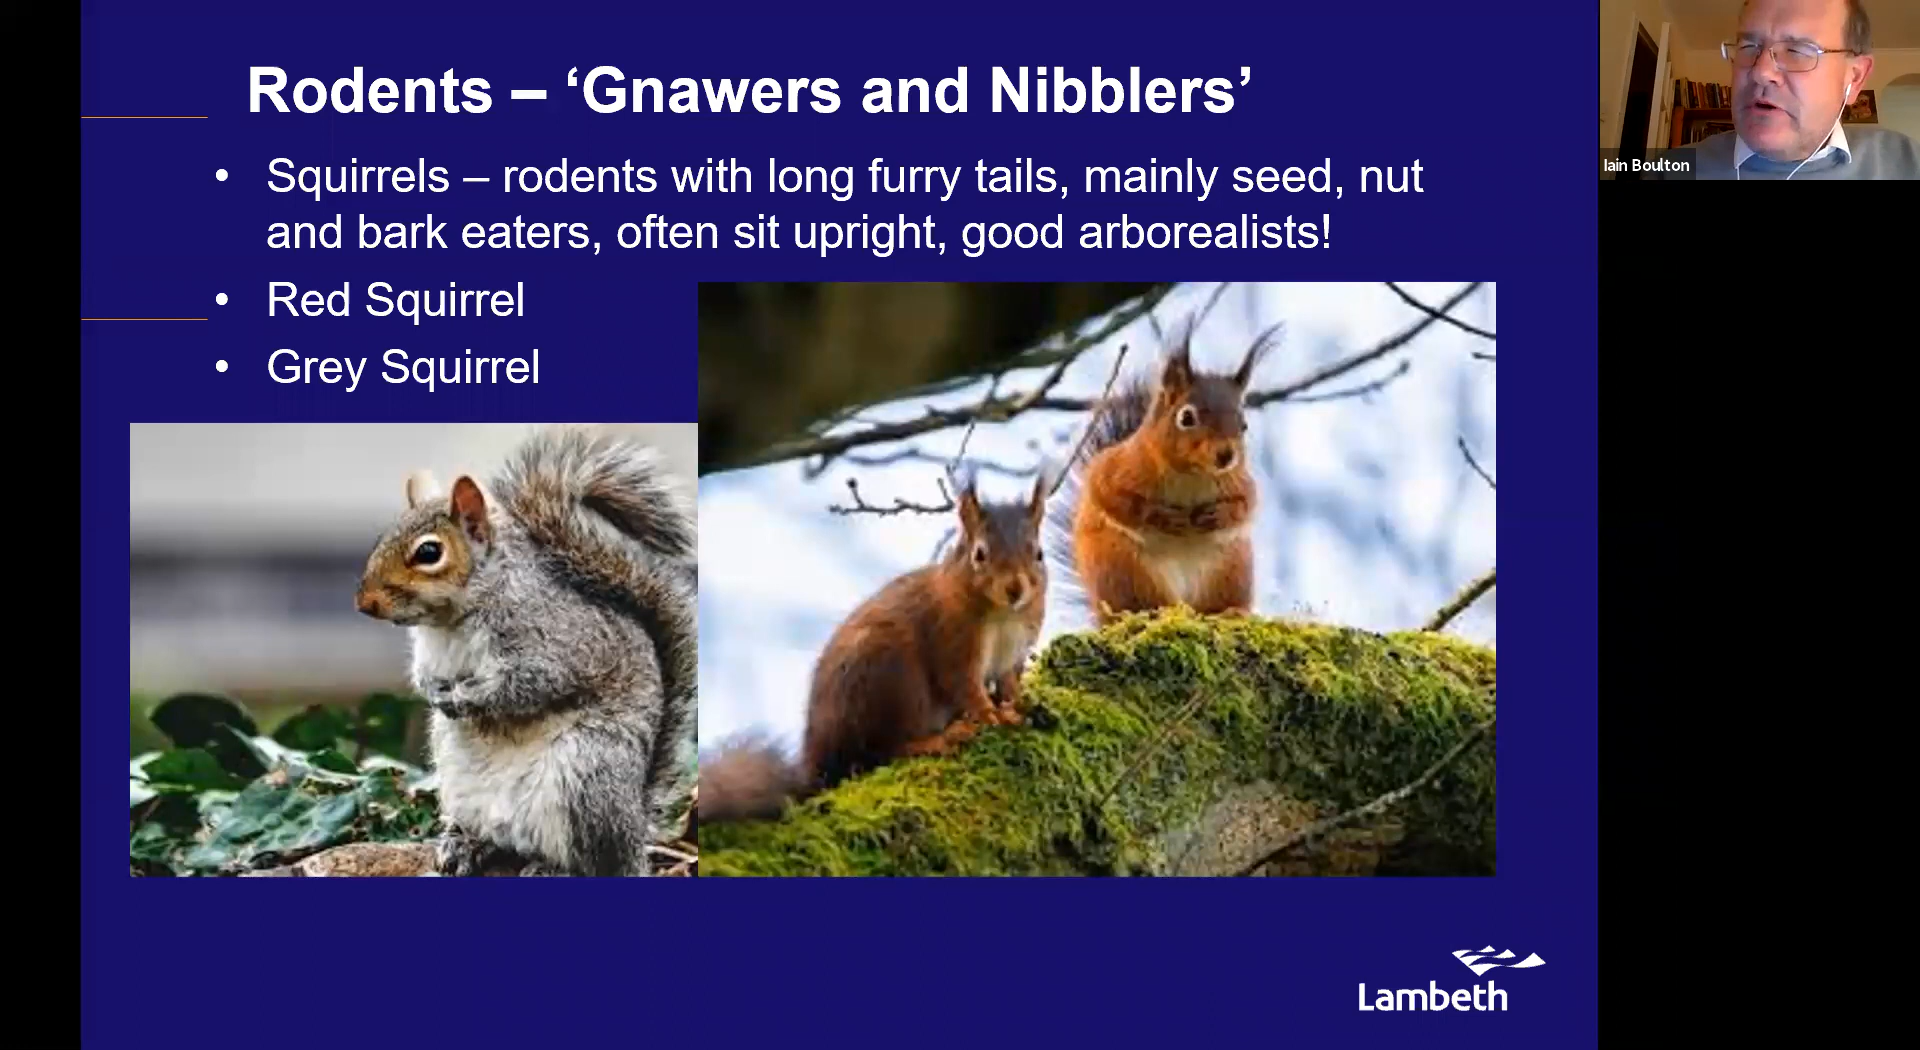 Rodents – ‘Gnawers and Nibblers’
• Squirrels – rodents with long furry tails, mainly seed, nut
and bark eaters, often sit upright, good arborealists!
• Red Squirrel
• Grey Squirrel
Iain Boulton
Lambeth